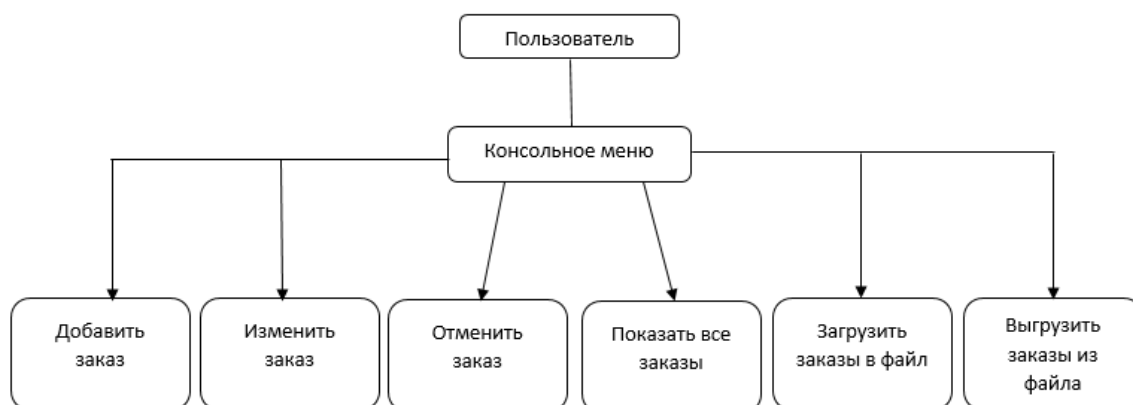 Пользователь
Консольное меню
Добавить
заказ
Изменить
заказ
Отменить
заказ
Показать все
заказы
Загрузить
заказы в файл
Выгрузить
заказы из
файла